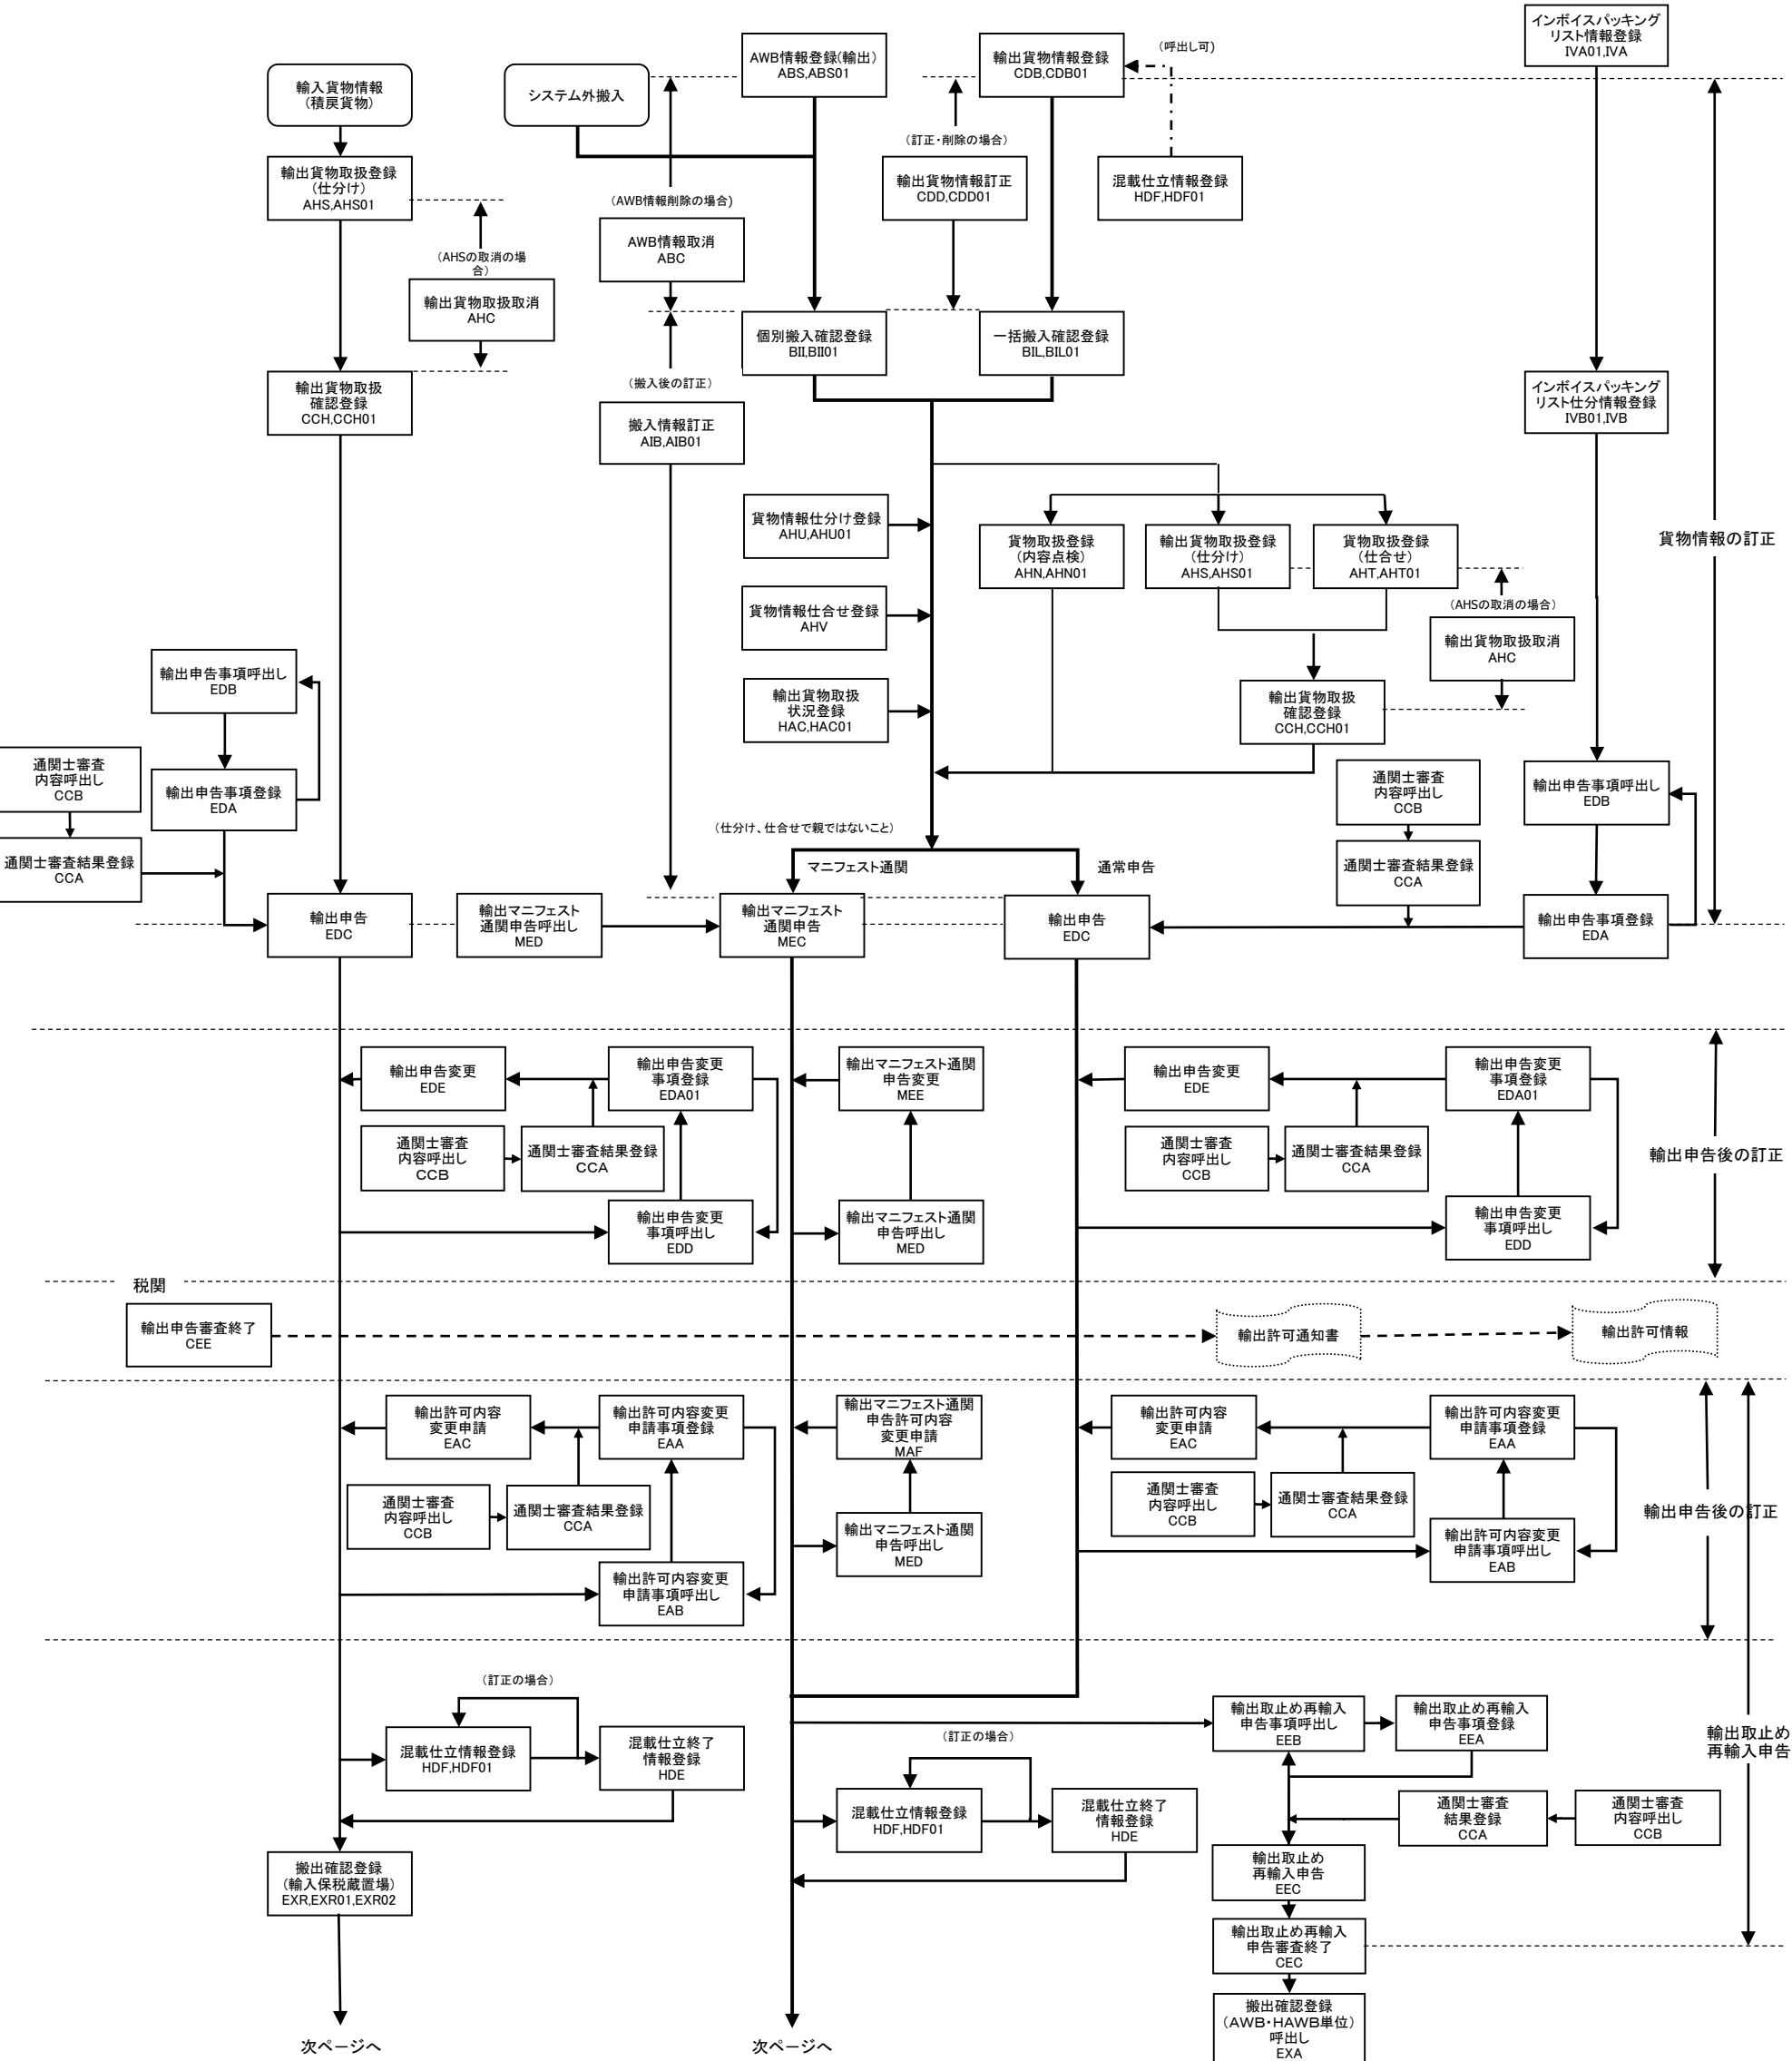 インボイスパッキング
リスト情報登録
IVA01,IVA
AWB情報登録(輸出)
ABS,ABS01
輸出貨物情報登録
CDB,CDB01
（呼出し可）
輸入貨物情報
（積戻貨物）
システム外搬入
（訂正・削除の場合）
輸出貨物取扱登録
（仕分け）
AHS,AHS01
輸出貨物情報訂正
CDD,CDD01
混載仕立情報登録
HDF,HDF01
（AWB情報削除の場合）
AWB情報取消
ABC
（AHSの取消の場
合）
輸出貨物取扱取消
AHC
個別搬入確認登録
BII,BII01
一括搬入確認登録
BIL,BIL01
（搬入後の訂正）
輸出貨物取扱
確認登録
CCH,CCH01
インボイスパッキング
リスト仕分情報登録
IVB01,IVB
搬入情報訂正
AIB,AIB01
貨物情報仕分け登録
AHU,AHU01
貨物取扱登録
（内容点検）
AHN,AHN01
輸出貨物取扱登録
（仕分け）
AHS,AHS01
貨物取扱登録
（仕合せ）
AHT,AHT01
貨物情報の訂正
貨物情報仕合せ登録
AHV
（AHSの取消の場合）
輸出貨物取扱取消
AHC
輸出申告事項呼出し
EDB
輸出貨物取扱
状況登録
HAC,HAC01
輸出貨物取扱
確認登録
CCH,CCH01
通関士審査
内容呼出し
CCB
輸出申告事項登録
EDA
通関士審査
内容呼出し
CCB
輸出申告事項呼出し
EDB
（仕分け、仕合せで親ではないこと）
通関士審査結果登録
CCA
マニフェスト通関
通常申告
通関士審査結果登録
CCA
輸出申告
EDC
輸出マニフェスト
通関申告呼出し
MED
輸出マニフェスト
通関申告
MEC
輸出申告
EDC
輸出申告事項登録
EDA
輸出申告変更
EDE
輸出申告変更
事項登録
EDA01
輸出マニフェスト通関
申告変更
MEE
輸出申告変更
EDE
輸出申告変更
事項登録
EDA01
通関士審査
内容呼出し
CCB
通関士審査結果登録
CCA
通関士審査
内容呼出し
CCB
通関士審査結果登録
CCA
輸出申告後の訂正
輸出申告変更
事項呼出し
EDD
輸出マニフェスト通関
申告呼出し
MED
輸出申告変更
事項呼出し
EDD
税関
輸出申告審査終了
CEE
輸出許可通知書
輸出許可情報
輸出許可内容
変更申請
EAC
輸出許可内容変更
申請事項登録
EAA
輸出マニフェスト通関
申告許可内容
変更申請
MAF
輸出許可内容
変更申請
EAC
輸出許可内容変更
申請事項登録
EAA
通関士審査
内容呼出し
CCB
通関士審査結果登録
CCA
通関士審査
内容呼出し
CCB
通関士審査結果登録
CCA
輸出申告後の訂正
輸出マニフェスト通関
申告呼出し
MED
輸出許可内容変更
申請事項呼出し
EAB
輸出許可内容変更
申請事項呼出し
EAB
（訂正の場合）
混載仕立情報登録
HDF,HDF01
混載仕立終了
情報登録
HDE
（訂正の場合）
輸出取止め再輸入
申告事項呼出し
EEB
輸出取止め再輸入
申告事項登録
EEA
輸出取止め
再輸入申告
混載仕立情報登録
HDF,HDF01
混載仕立終了
情報登録
HDE
通関士審査
結果登録
CCA
通関士審査
内容呼出し
CCB
搬出確認登録
（輸入保税蔵置場）
EXR,EXR01,EXR02
輸出取止め
再輸入申告
EEC
輸出取止め再輸入
申告審査終了
CEC
搬出確認登録
（AWB・HAWB単位）
呼出し
EXA
次ページへ
次ページへ